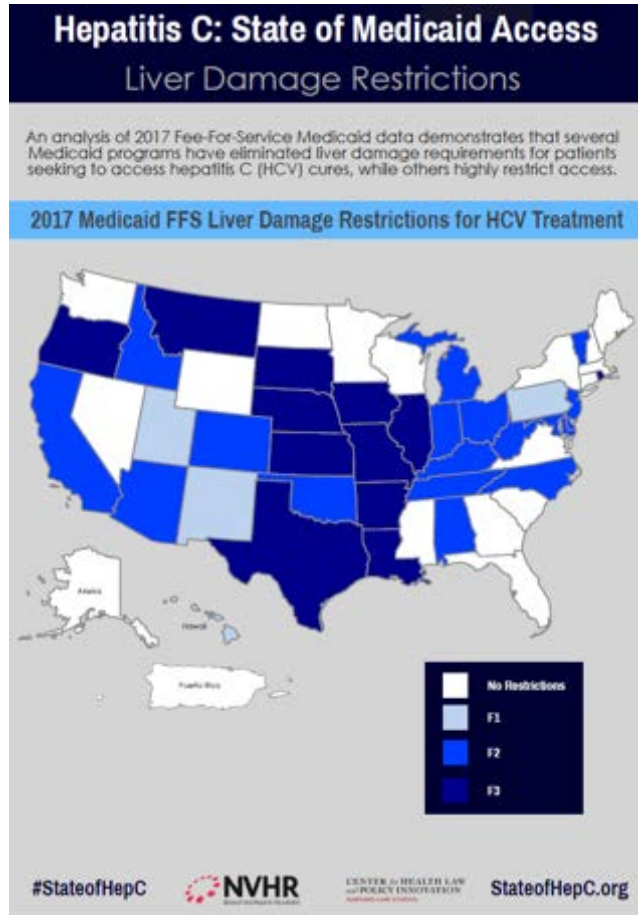 Hepatitis C: State of Medicaid Access
Liver Damage Restrictions
An analysis of 2017 Fee-For-Service Medicaid data demonstrates that several
Medicaid programs have eliminated liver damage requirements for patients
seeking to access hepatitis C (HCV) cures, while others highly restrict access.
2017 Medicaid FFS Liver Damage Restrictions for HCV Treatment
Alaska
Hawaii
Puerto Rico
No Restrictions
F1
F2
F3
#StateofHepC
NVHR
CENTER for HEALTH LAW
and POLICY INNOVATION
HARVARD LAW SCHOOL
StateofHepC.org